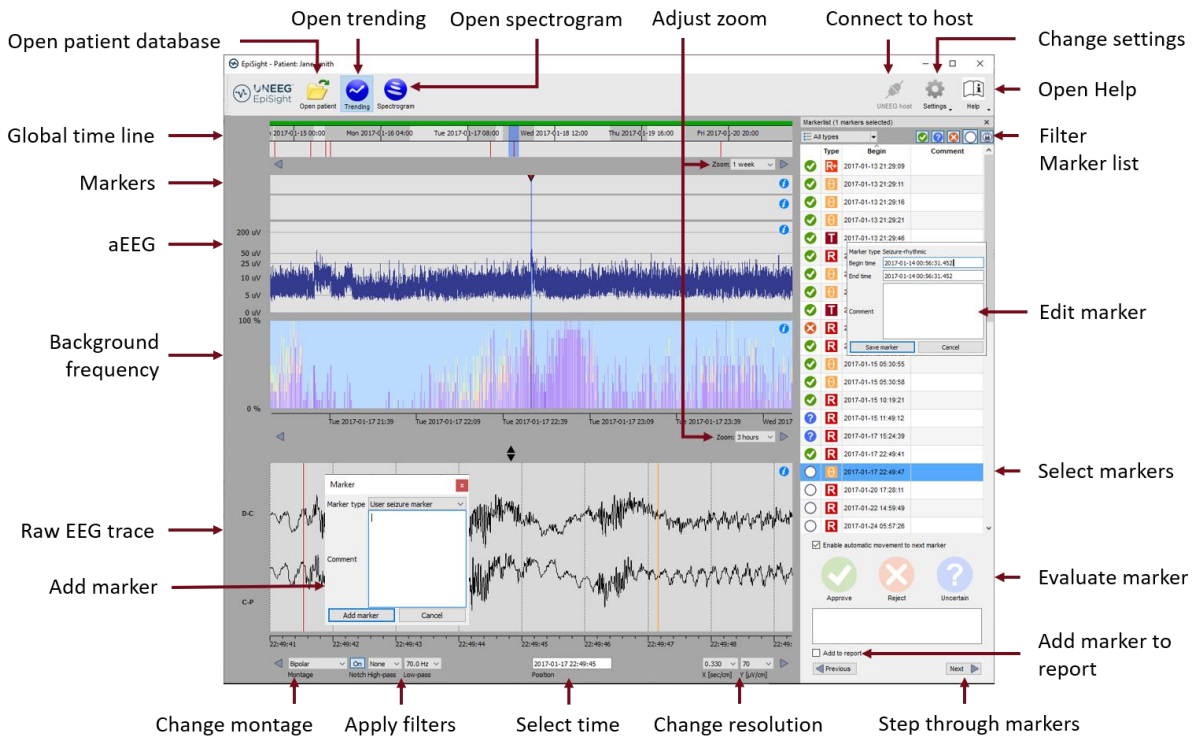 Open trending
Open spectrogram
Adjust zoom
Connect to host
Open patient database
Change settings
EpiSight - Patient: Jane Smith
UNEEG
EpiSight
Open patient
Trending
Spectrogram
UNEEG host
Settings
Help
Open Help
Global time line
2017-01-15 00:00
Mon 2017-01-16 04:00
Tue 2017-01-17 08:00
Wed 2017-01-18 12:00
Thu 2017-01-19 16:00
Fri 2017-01-20 20:00
Zoom: 1 week
Markerlist (1 markers selected)
All types
Filter
Marker list
Type Begin Comment
R+ 2017-01-13 21:29:09
2017-01-13 21:29:11
2017-01-13 21:29:16
2017-01-13 21:29:21
T 2017-01-13 21:29:46
R
T
R
R
2017-01-15 05:30:55
2017-01-15 05:30:58
R 2017-01-15 10:19:21
R 2017-01-15 11:49:12
R 2017-01-17 15:24:39
R 2017-01-17 22:49:41
2017-01-17 22:49:47
R 2017-01-20 17:28:11
R 2017-01-22 14:59:49
R 2017-01-24 05:57:26
Marker type Seizure-rhythmic
Begin time 2017-01-14 00:56:31.452
End time 2017-01-14 00:56:31.452
Comment
Save marker
Cancel
Edit marker
Select markers
Markers
aEEG
200 uV
50 uV
25 uV
10 uV
5 uV
0 uV
Background
frequency
100 %
0 %
Tue 2017-01-17 21:39
Tue 2017-01-17 22:09
Tue 2017-01-17 22:39
Tue 2017-01-17 23:09
Tue 2017-01-17 23:39
Wed 2017
Zoom: 3 hours
Raw EEG trace
D-C
C-P
Add marker
Marker
x
Marker type User seizure marker
Comment
Add marker
Cancel
22:49:41
22:49:42
22:49:43
22:49:44
22:49:45
22:49:46
22:49:47
22:49:48
22:49:
Bipolar
On
None
70.0 Hz
Montage
Notch High-pass Low-pass
2017-01-17 22:49:45
Position
0.330
70
X [sec/cm]
Y [µV/cm]
Enable automatic movement to next marker
Approve
Reject
Uncertain
Evaluate marker
Add to report
Add marker to
report
Previous
Next
Change montage
Apply filters
Select time
Change resolution
Step through markers